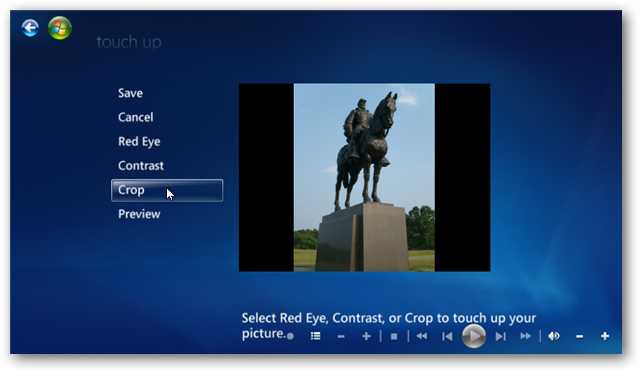 touch up
Save
Cancel
Red Eye
Contrast
Crop
Preview
Select Red Eye, Contrast, or Crop to touch up your
picture.